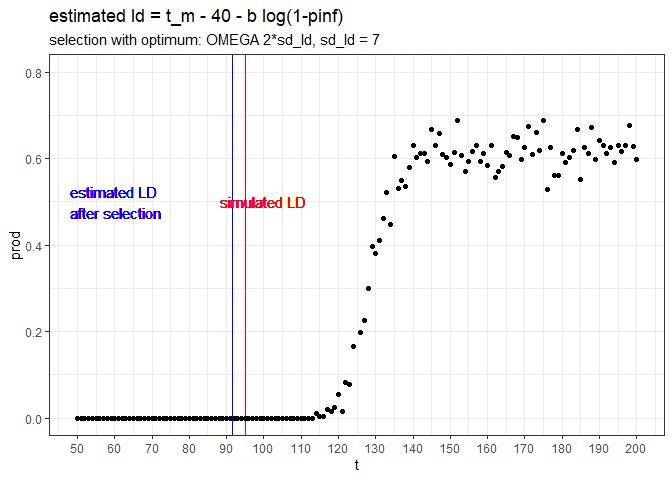 estimated ld = t_m - 40 - b log(1-pinf)
selection with optimum: OMEGA 2*sd_ld, sd_ld = 7
0.8
0.6
estimated LD
after selection
simulated LD
0.4
0.2
0.0
prod
50 60 70 80 90 100 110 120 130 140 150 160 170 180 190 200
t